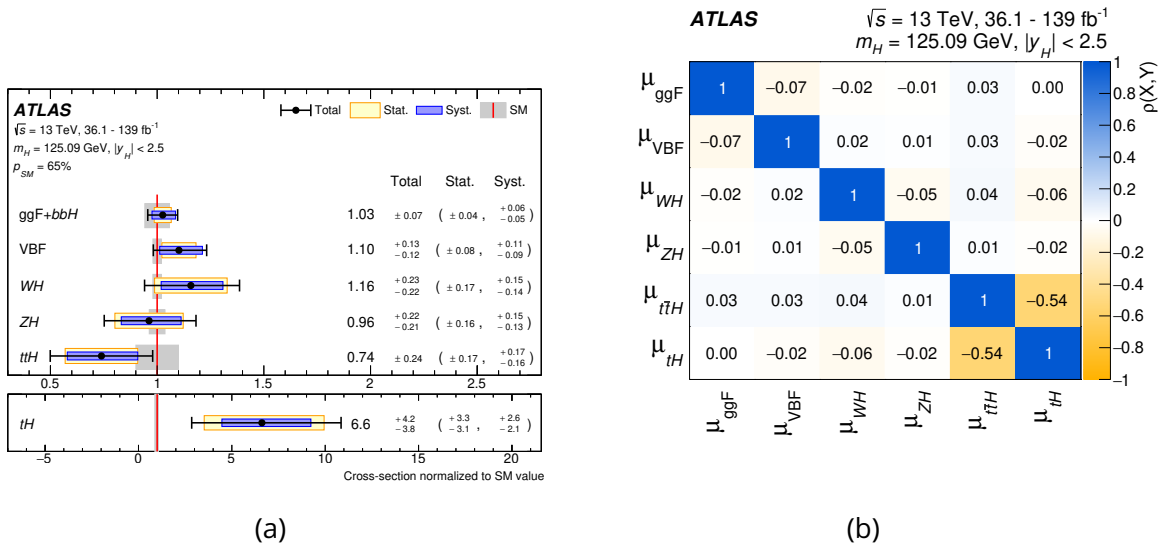 ATLAS
Total Stat. Syst. SM
√s = 13 TeV, 36.1 - 139 fb⁻¹
m_H = 125.09 GeV, |y_H| < 2.5
p_SM = 65%
Total Stat. Syst.
ggF+bbH 1.03 ± 0.07 ( ± 0.04 , +0.06 −0.05 )
VBF 1.10 +0.13 −0.12 ( ± 0.08 , +0.11 −0.09 )
WH 1.16 +0.23 −0.22 ( ± 0.17 , +0.15 −0.14 )
ZH 0.96 +0.22 −0.21 ( ± 0.16 , +0.15 −0.13 )
ttH 0.74 ± 0.24 ( ± 0.17 , +0.17 −0.16 )
0.5 1 1.5 2 2.5
tH 6.6 +4.2 −3.8 ( +3.3 −3.1 , +2.6 −2.1 )
−5 0 5 10 15 20
Cross-section normalized to SM value
(a)
ATLAS
√s = 13 TeV, 36.1 - 139 fb⁻¹
m_H = 125.09 GeV, |y_H| < 2.5
μ_ggF 1 −0.07 −0.02 −0.01 0.03 0.00
μ_VBF −0.07 1 0.02 0.01 0.03 −0.02
μ_WH −0.02 0.02 1 −0.05 0.04 −0.06
μ_ZH −0.01 0.01 −0.05 1 0.01 −0.02
μ_tt̄H 0.03 0.03 0.04 0.01 1 −0.54
μ_tH 0.00 −0.02 −0.06 −0.02 −0.54 1
μ_ggF μ_VBF μ_WH μ_ZH μ_tt̄H μ_tH
1
0.8
0.6
0.4
0.2
0
−0.2
−0.4
−0.6
−0.8
−1
ρ(X,Y)
(b)